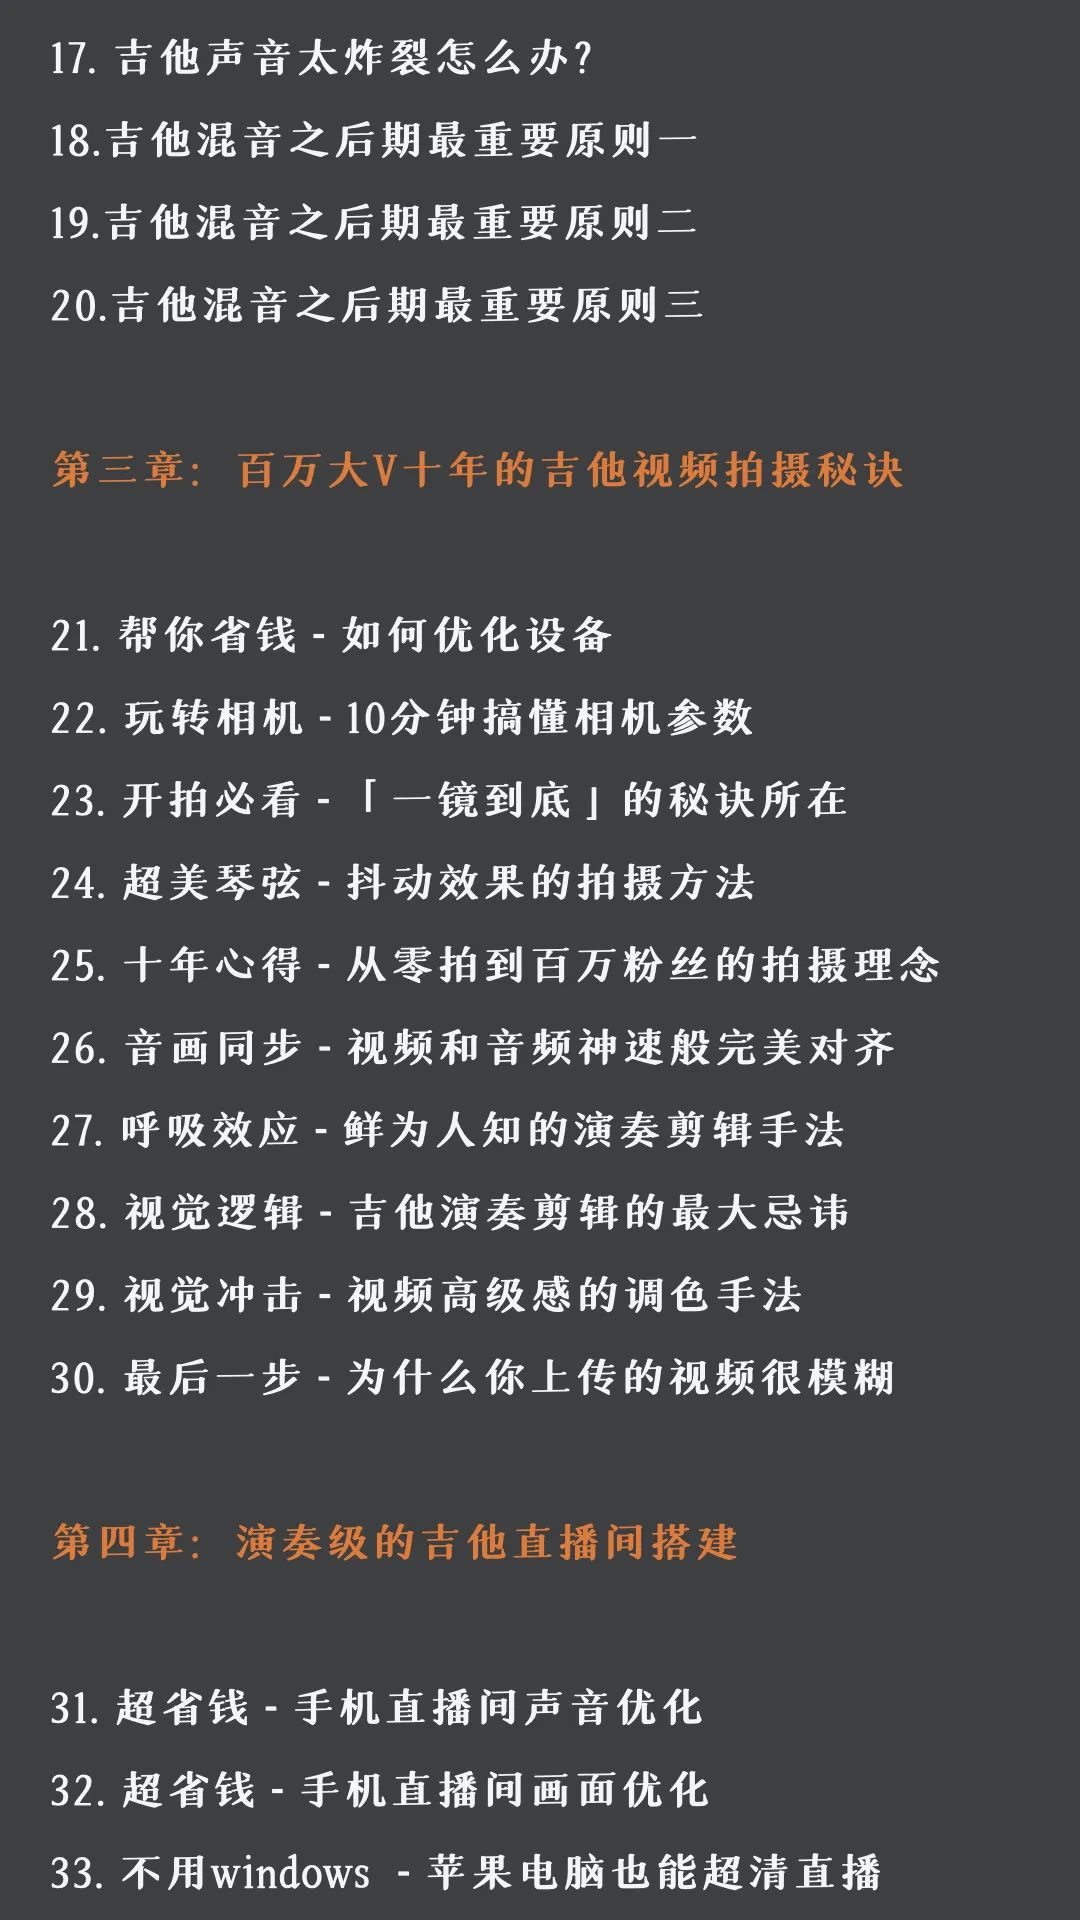 17. 吉他声音太炸裂怎么办?
18.吉他混音之后期最重要原则一
19.吉他混音之后期最重要原则二
20.吉他混音之后期最重要原则三
第三章: 百万大V十年的吉他视频拍摄秘诀
21. 帮你省钱 - 如何优化设备
22. 玩转相机 - 10分钟搞懂相机参数
23. 开拍必看 - 「一镜到底」的秘诀所在
24. 超美琴弦 - 抖动效果的拍摄方法
25. 十年心得 - 从零拍到百万粉丝的拍摄理念
26. 音画同步 - 视频和音频神速般完美对齐
27. 呼吸效应 - 鲜为人知的演奏剪辑手法
28. 视觉逻辑 - 吉他演奏剪辑的最大忌讳
29. 视觉冲击 - 视频高级感的调色手法
30. 最后一步 - 为什么你上传的视频很模糊
第四章: 演奏级的吉他直播间搭建
31. 超省钱 - 手机直播间声音优化
32. 超省钱 - 手机直播间画面优化
33. 不用windows - 苹果电脑也能超清直播